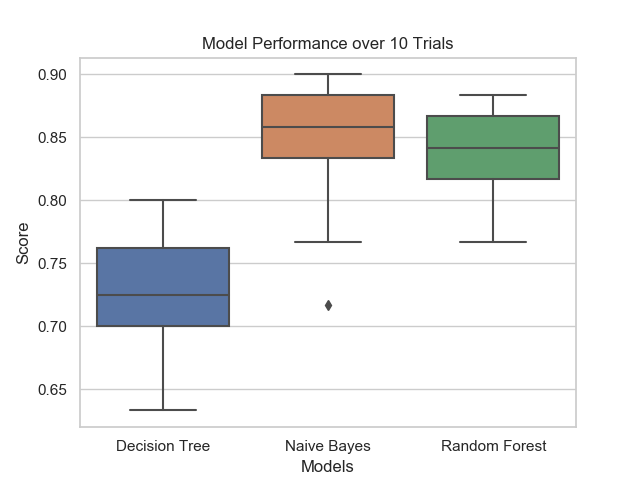 Model Performance over 10 Trials
0.90
0.85
0.80
0.75
0.70
0.65
Score
Decision Tree
Naive Bayes
Random Forest
Models